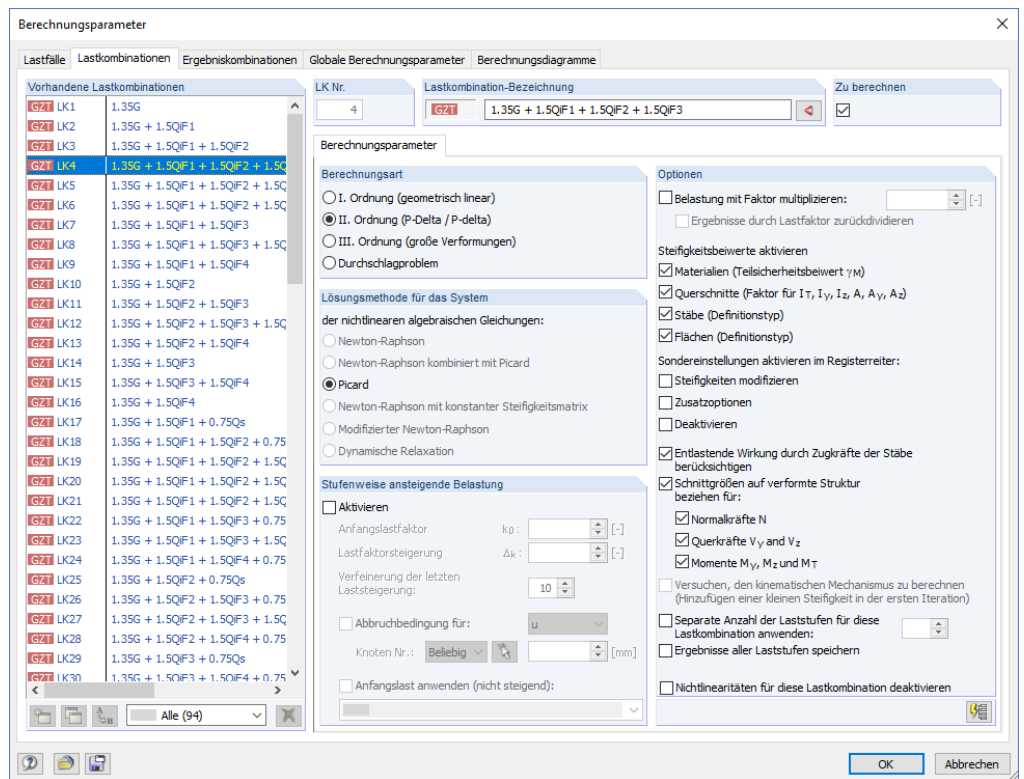 Berechnungsparameter
Lastfälle Lastkombinationen Ergebniskombinationen Globale Berechnungsparameter Berechnungsdiagramme
Vorhandene Lastkombinationen
GZT LK1 1.35G
GZT LK2 1.35G + 1.5QiF1
GZT LK3 1.35G + 1.5QiF1 + 1.5QiF2
GZT LK4 1.35G + 1.5QiF1 + 1.5QiF2 + 1.5Q
GZT LK5 1.35G + 1.5QiF1 + 1.5QiF2 + 1.5Q
GZT LK6 1.35G + 1.5QiF1 + 1.5QiF2 + 1.5Q
GZT LK7 1.35G + 1.5QiF1 + 1.5QiF3
GZT LK8 1.35G + 1.5QiF1 + 1.5QiF3 + 1.5Q
GZT LK9 1.35G + 1.5QiF1 + 1.5QiF4
GZT LK10 1.35G + 1.5QiF2
GZT LK11 1.35G + 1.5QiF2 + 1.5QiF3
GZT LK12 1.35G + 1.5QiF2 + 1.5QiF3 + 1.5Q
GZT LK13 1.35G + 1.5QiF2 + 1.5QiF4
GZT LK14 1.35G + 1.5QiF3
GZT LK15 1.35G + 1.5QiF3 + 1.5QiF4
GZT LK16 1.35G + 1.5QiF4
GZT LK17 1.35G + 1.5QiF1 + 0.75Qs
GZT LK18 1.35G + 1.5QiF1 + 1.5QiF2 + 0.75
GZT LK19 1.35G + 1.5QiF1 + 1.5QiF2 + 1.5Q
GZT LK20 1.35G + 1.5QiF1 + 1.5QiF2 + 1.5Q
GZT LK21 1.35G + 1.5QiF1 + 1.5QiF2 + 1.5Q
GZT LK22 1.35G + 1.5QiF1 + 1.5QiF3 + 0.75
GZT LK23 1.35G + 1.5QiF1 + 1.5QiF3 + 1.5Q
GZT LK24 1.35G + 1.5QiF1 + 1.5QiF4 + 0.75
GZT LK25 1.35G + 1.5QiF2 + 0.75Qs
GZT LK26 1.35G + 1.5QiF2 + 1.5QiF3 + 0.75
GZT LK27 1.35G + 1.5QiF2 + 1.5QiF3 + 1.5Q
GZT LK28 1.35G + 1.5QiF2 + 1.5QiF4 + 0.75
GZT LK29 1.35G + 1.5QiF3 + 0.75Qs
GZT LK30 1.35G + 1.5QiF3 + 1.5QiF4 + 0.75
Alle (94)
LK Nr.
4
Lastkombination-Bezeichnung
GZT 1.35G + 1.5QiF1 + 1.5QiF2 + 1.5QiF3
Zu berechnen
Berechnungsparameter
Berechnungsart
I. Ordnung (geometrisch linear)
II. Ordnung (P-Delta / P-delta)
III. Ordnung (große Verformungen)
Durchschlagproblem
Lösungsmethode für das System
der nichtlinearen algebraischen Gleichungen:
Newton-Raphson
Newton-Raphson kombiniert mit Picard
Picard
Newton-Raphson mit konstanter Steifigkeitsmatrix
Modifizierter Newton-Raphson
Dynamische Relaxation
Stufenweise ansteigende Belastung
Aktivieren
Anfangslastfaktor k0 : [-]
Lastfaktorsteigerung Δk : [-]
Verfeinerung der letzten
Laststeigerung: 10
Abbruchbedingung für: u
Knoten Nr.: Beliebig [mm]
Anfangslast anwenden (nicht steigend):
Optionen
Belastung mit Faktor multiplizieren: [-]
Ergebnisse durch Lastfaktor zurückdividieren
Steifigkeitsbeiwerte aktivieren
Materialien (Teilsicherheitsbeiwert γM)
Querschnitte (Faktor für IT, Iy, Iz, A, Ay, Az)
Stäbe (Definitionstyp)
Flächen (Definitionstyp)
Sondereinstellungen aktivieren im Registerreiter:
Steifigkeiten modifizieren
Zusatzoptionen
Deaktivieren
Entlastende Wirkung durch Zugkräfte der Stäbe
berücksichtigen
Schnittgrößen auf verformte Struktur
beziehen für:
Normalkräfte N
Querkräfte Vy and Vz
Momente My, Mz und MT
Versuchen, den kinematischen Mechanismus zu berechnen
(Hinzufügen einer kleinen Steifigkeit in der ersten Iteration)
Separate Anzahl der Laststufen für diese
Lastkombination anwenden:
Ergebnisse aller Laststufen speichern
Nichtlinearitäten für diese Lastkombination deaktivieren
OK Abbrechen